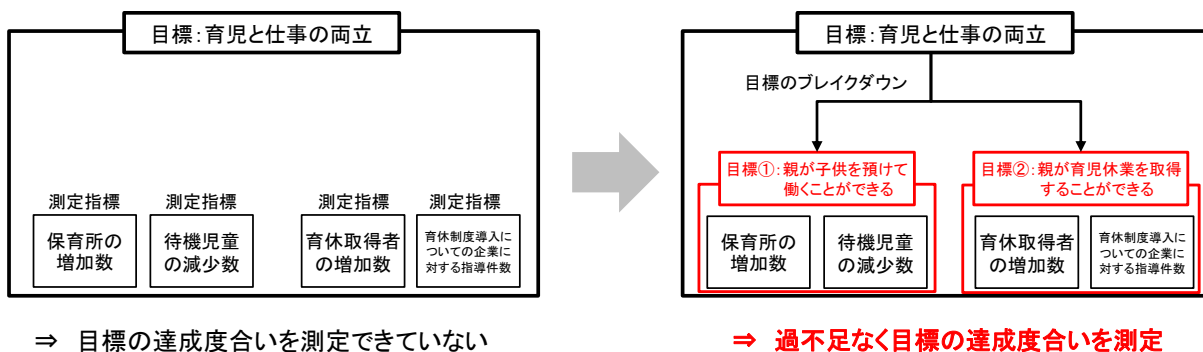 目標：育児と仕事の両立
測定指標
測定指標
測定指標
測定指標
保育所の
増加数
待機児童
の減少数
育休取得者
の増加数
育休制度導入に
ついての企業に
対する指導件数
⇒ 目標の達成度合いを測定できていない
目標：育児と仕事の両立
目標のブレイクダウン
目標①：親が子供を預けて
働くことができる
目標②：親が育児休業を取得
することができる
保育所の
増加数
待機児童
の減少数
育休取得者
の増加数
育休制度導入に
ついての企業に
対する指導件数
⇒ 過不足なく目標の達成度合いを測定